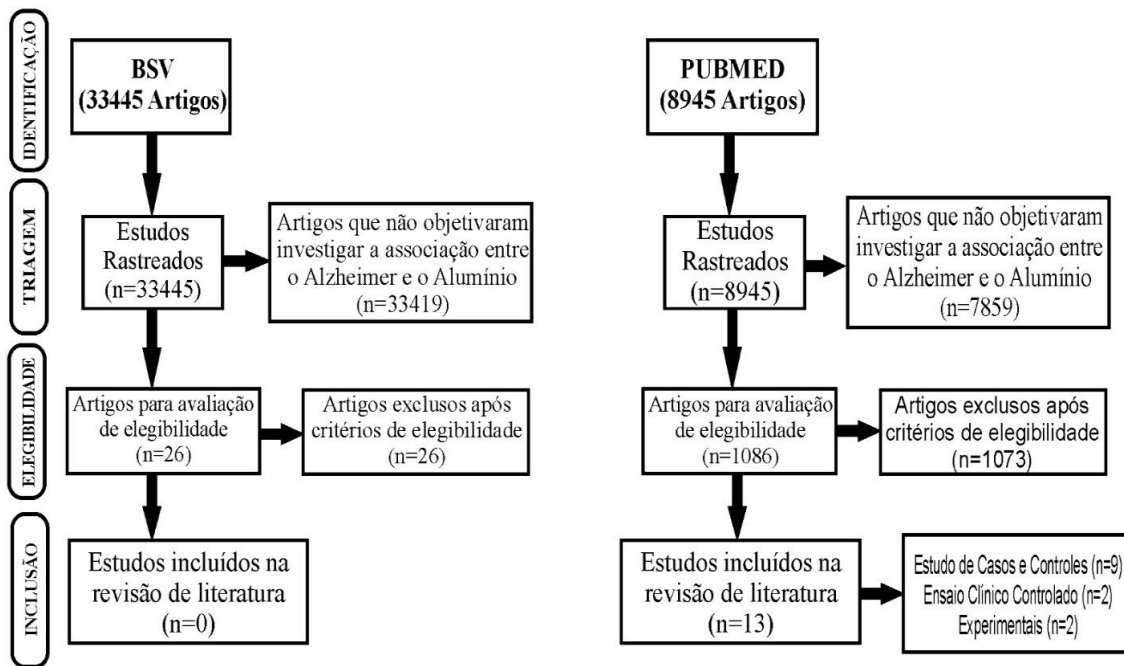 IDENTIFICAÇÃO
BSV
(33445 Artigos)
PUBMED
(8945 Artigos)
TRIAGEM
Estudos
Rastreados
(n=33445)
Artigos que não objetivaram
investigar a associação entre
o Alzheimer e o Alumínio
(n=33419)
Estudos
Rastreados
(n=8945)
Artigos que não objetivaram
investigar a associação entre
o Alzheimer e o Alumínio
(n=7859)
ELEGIBILIDADE
Artigos para avaliação
de elegibilidade
(n=26)
Artigos exclusos após
critérios de elegibilidade
(n=26)
Artigos para avaliação
de elegibilidade
(n=1086)
Artigos exclusos após
critérios de elegibilidade
(n=1073)
INCLUSÃO
Estudos incluídos na
revisão de literatura
(n=0)
Estudos incluídos na
revisão de literatura
(n=13)
Estudo de Casos e Controles (n=9)
Ensaio Clínico Controlado (n=2)
Experimentais (n=2)